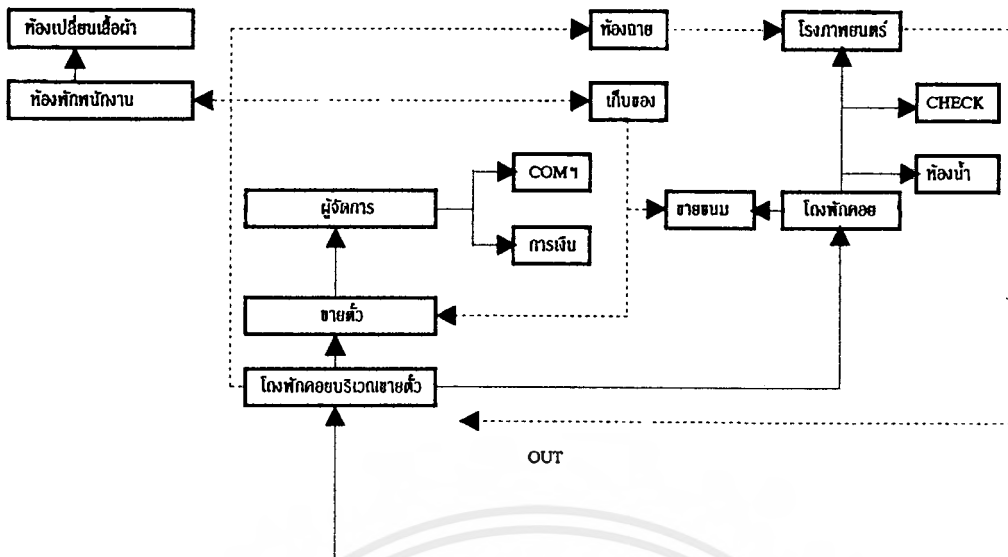 ห้องเปลี่ยนเสื้อผ้า
ห้องฉาย
โรงภาพยนตร์
ห้องพักพนักงาน
เก็บของ
CHECK
COM ฯ
ห้องน้ำ
ผู้จัดการ
ขายขนม
โถงพักคอย
การเงิน
ขายตั๋ว
โถงพักคอยบริเวณขายตั๋ว
OUT